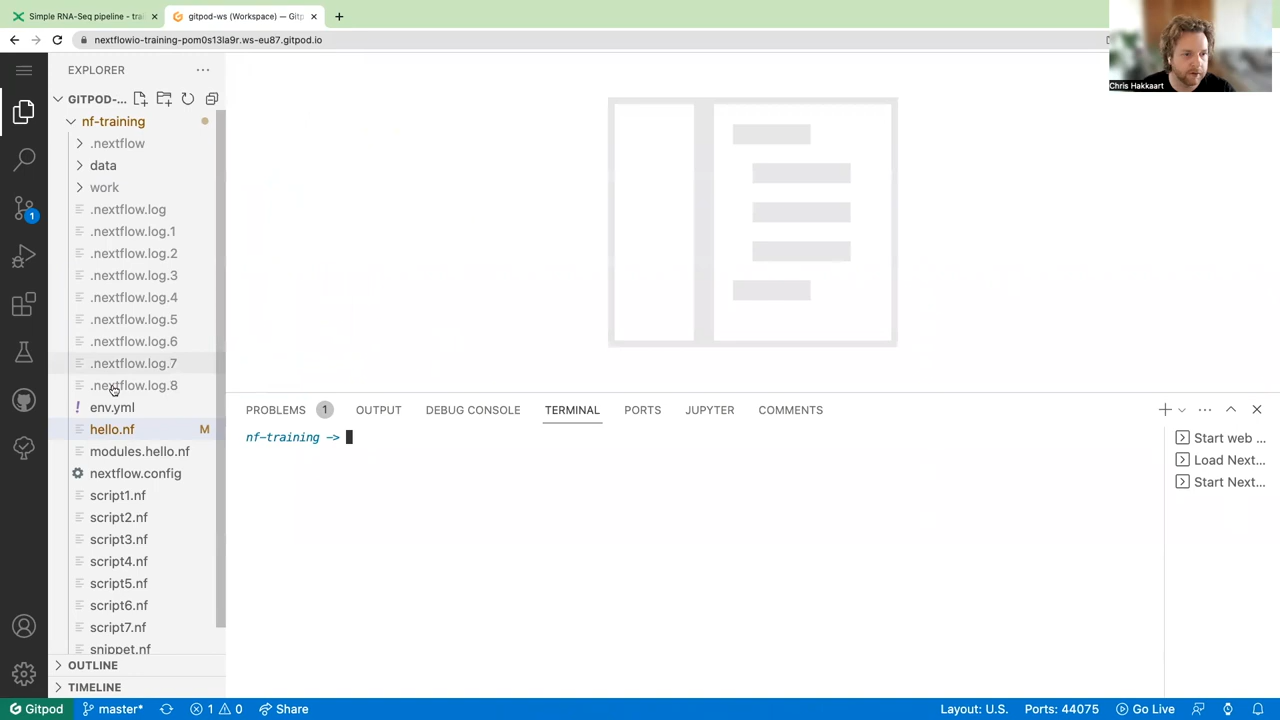 Simple RNA-Seq pipeline - trai
gitpod-ws (Workspace) — Gitp
nextflowio-training-pom0s13la9r.ws-eu87.gitpod.io
Chris Hakkaart
EXPLORER
GITPOD-...
nf-training
.nextflow
data
work
.nextflow.log
.nextflow.log.1
.nextflow.log.2
.nextflow.log.3
.nextflow.log.4
.nextflow.log.5
.nextflow.log.6
.nextflow.log.7
.nextflow.log.8
! env.yml
hello.nf M
modules.hello.nf
nextflow.config
script1.nf
script2.nf
script3.nf
script4.nf
script5.nf
script6.nf
script7.nf
snippet.nf
OUTLINE
TIMELINE
1
PROBLEMS 1 OUTPUT DEBUG CONSOLE TERMINAL PORTS JUPYTER COMMENTS
nf-training ->
Start web ...
Load Next...
Start Next...
Gitpod master* 1 0 Share Layout: U.S. Ports: 44075 Go Live